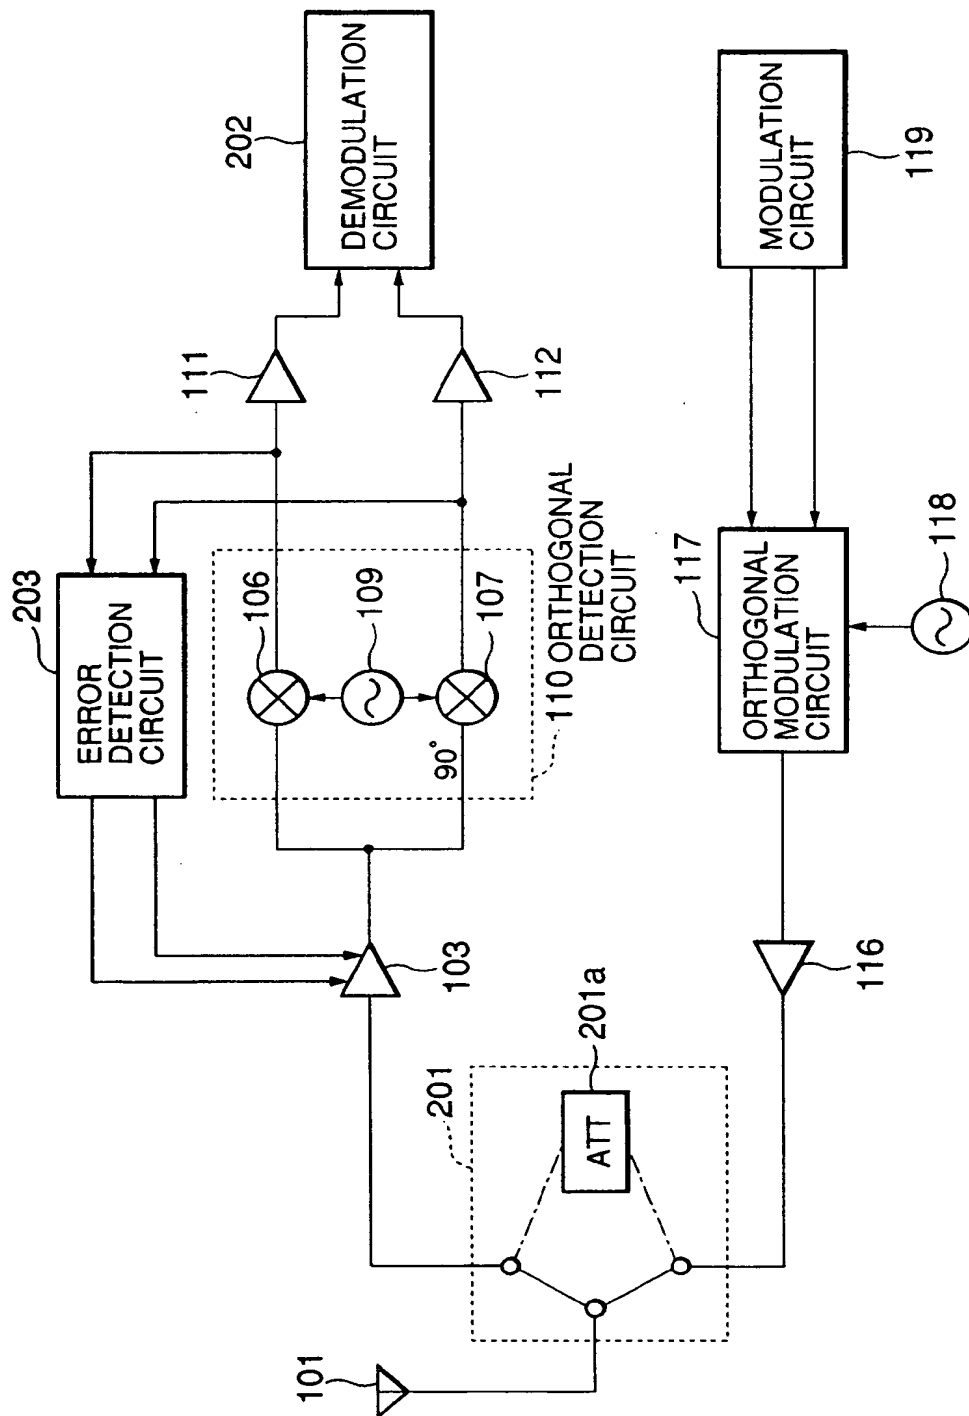 202
DEMODULATION
CIRCUIT
119
MODULATION
CIRCUIT
111
112
203
ERROR
DETECTION
CIRCUIT
106
109
107
90°
110 ORTHOGONAL
DETECTION
CIRCUIT
117
ORTHOGONAL
MODULATION
CIRCUIT
118
103
116
201
201a
ATT
101